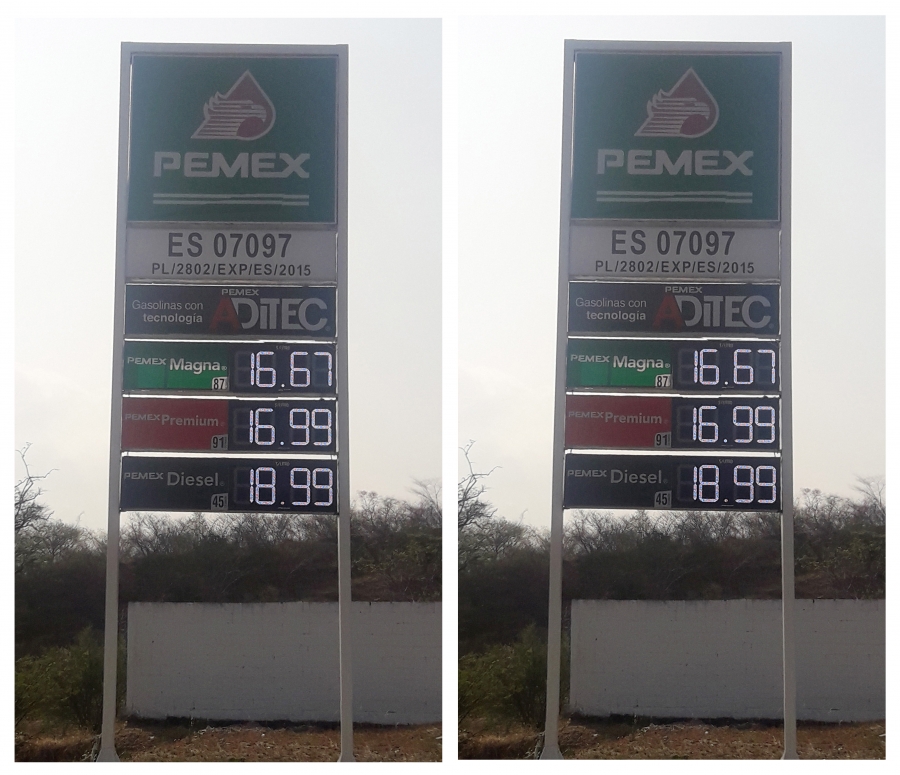 PEMEX
ES 07097
PL/2802/EXP/ES/2015
Gasolinas con
tecnología
PEMEX
ADiTEC®
PEMEX Magna® 87 16.67
PEMEX Premium® 91 16.99
PEMEX Diesel® 45 18.99
PEMEX
ES 07097
PL/2802/EXP/ES/2015
Gasolinas con
tecnología
PEMEX
ADiTEC®
PEMEX Magna® 87 16.67
PEMEX Premium® 91 16.99
PEMEX Diesel® 45 18.99